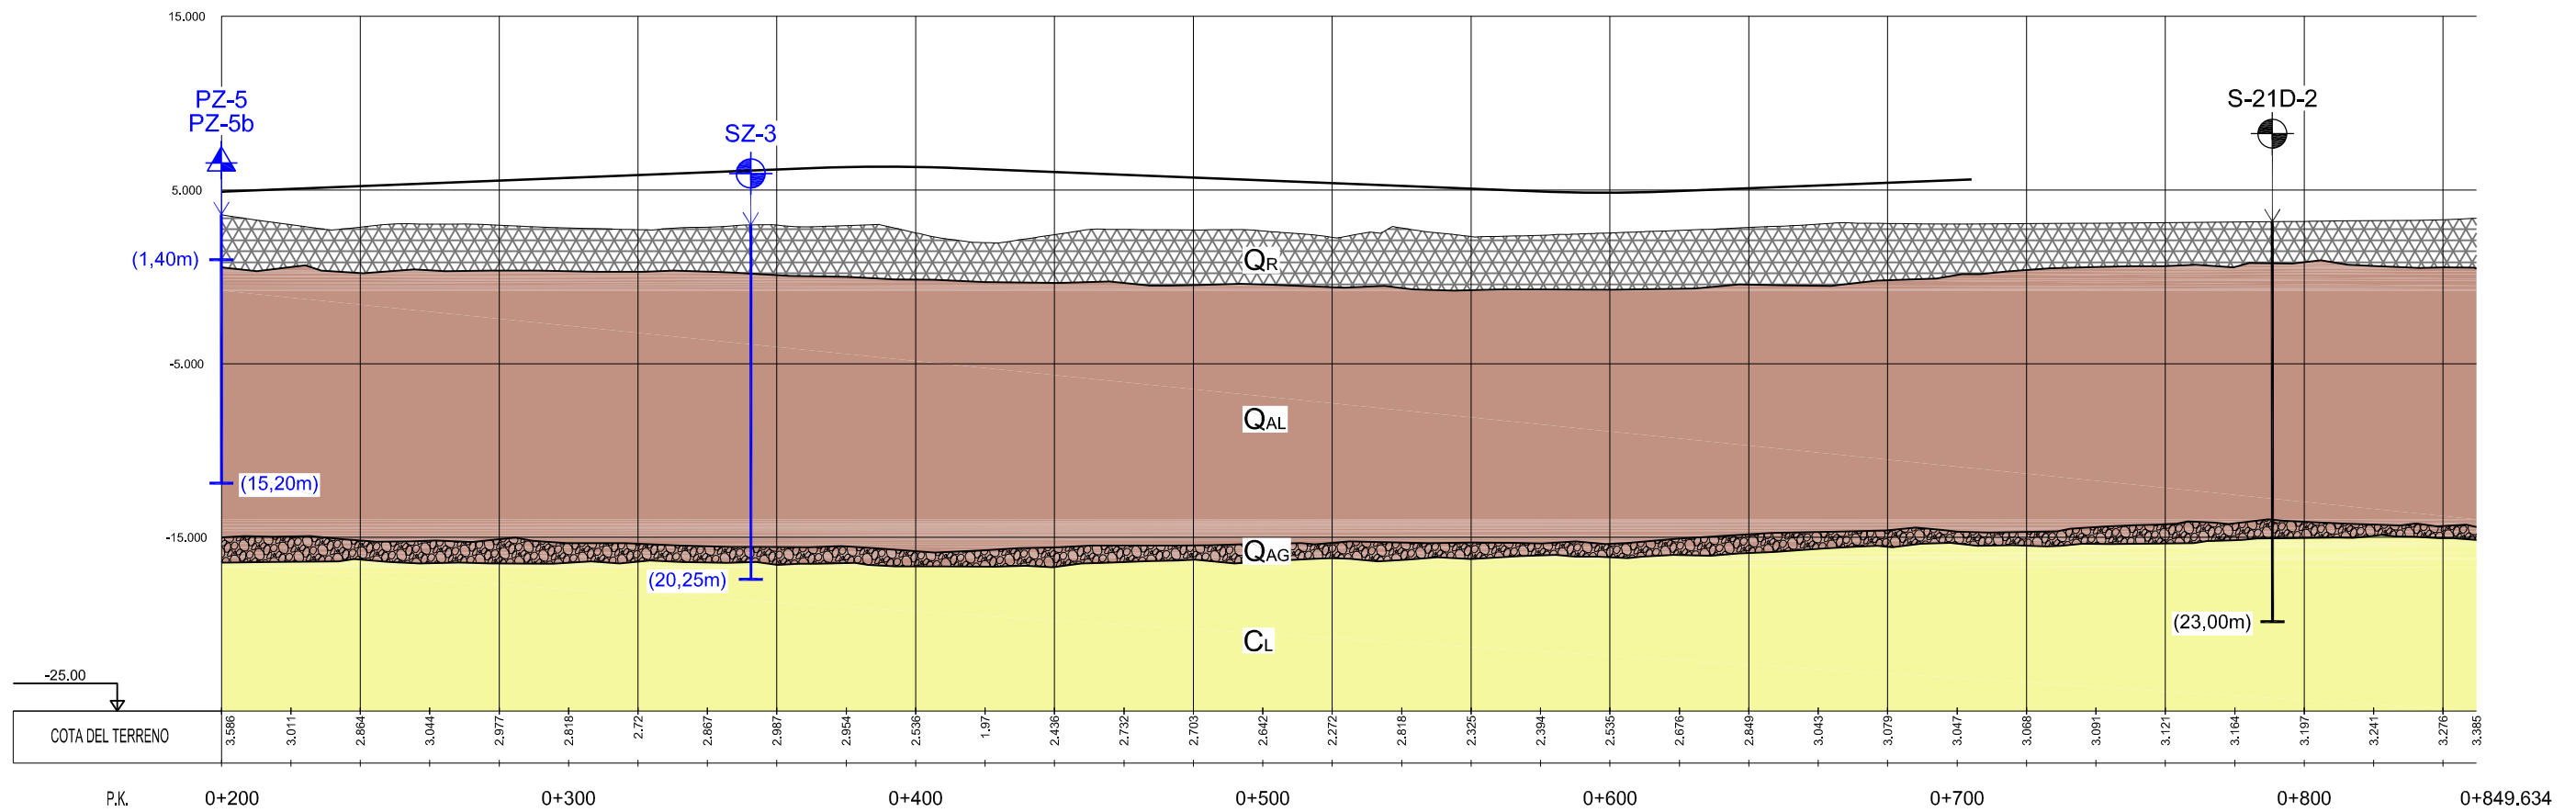 15.000
PZ-5
PZ-5b
SZ-3
S-21D-2
5.000
(1,40m)
QR
-5.000
QAL
(15,20m)
-15.000
QAG
(20,25m)
(23,00m)
CL
-25.00
COTA DEL TERRENO
3.586 3.011 2.864 3.044 2.977 2.818 2.72 2.867 2.987 2.954 2.536 1.97 2.436 2.732 2.703 2.642 2.272 2.818 2.325 2.394 2.535 2.676 2.849 3.043 3.079 3.047 3.068 3.091 3.121 3.164 3.197 3.241 3.276 3.385
P.K. 0+200 0+300 0+400 0+500 0+600 0+700 0+800 0+849.634